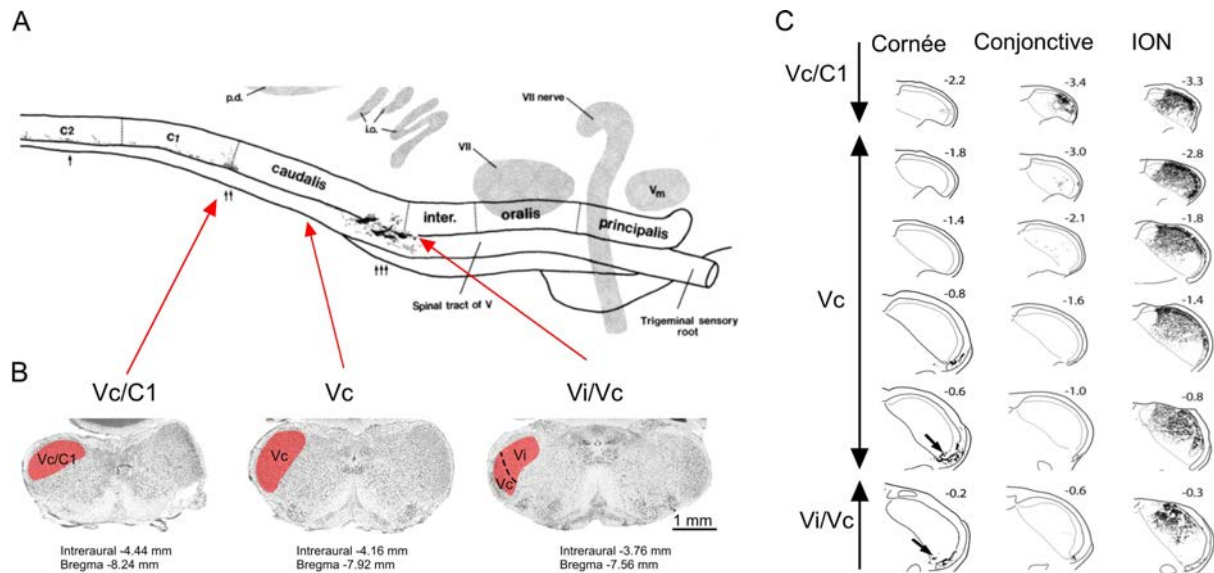 A
p.d.
i.o.
VII nerve
VII
Vm
C2
C1
caudalis
inter.
oralis
principalis
Spinal tract of V
Trigeminal sensory
root
B
Vc/C1
Vc
Vi/Vc
Vc/C1
Vc
Vi
Vc
1 mm
Intreraural -4.44 mm
Bregma -8.24 mm
Interaural -4.16 mm
Bregma -7.92 mm
Interaural -3.76 mm
Bregma -7.56 mm
C
Cornée
Conjonctive
ION
Vc/C1
-2.2
-3.4
-3.3
Vc
-1.8
-3.0
-2.8
-1.4
-2.1
-1.8
-0.8
-1.6
-1.4
-0.6
-1.0
-0.8
Vi/Vc
-0.2
-0.6
-0.3